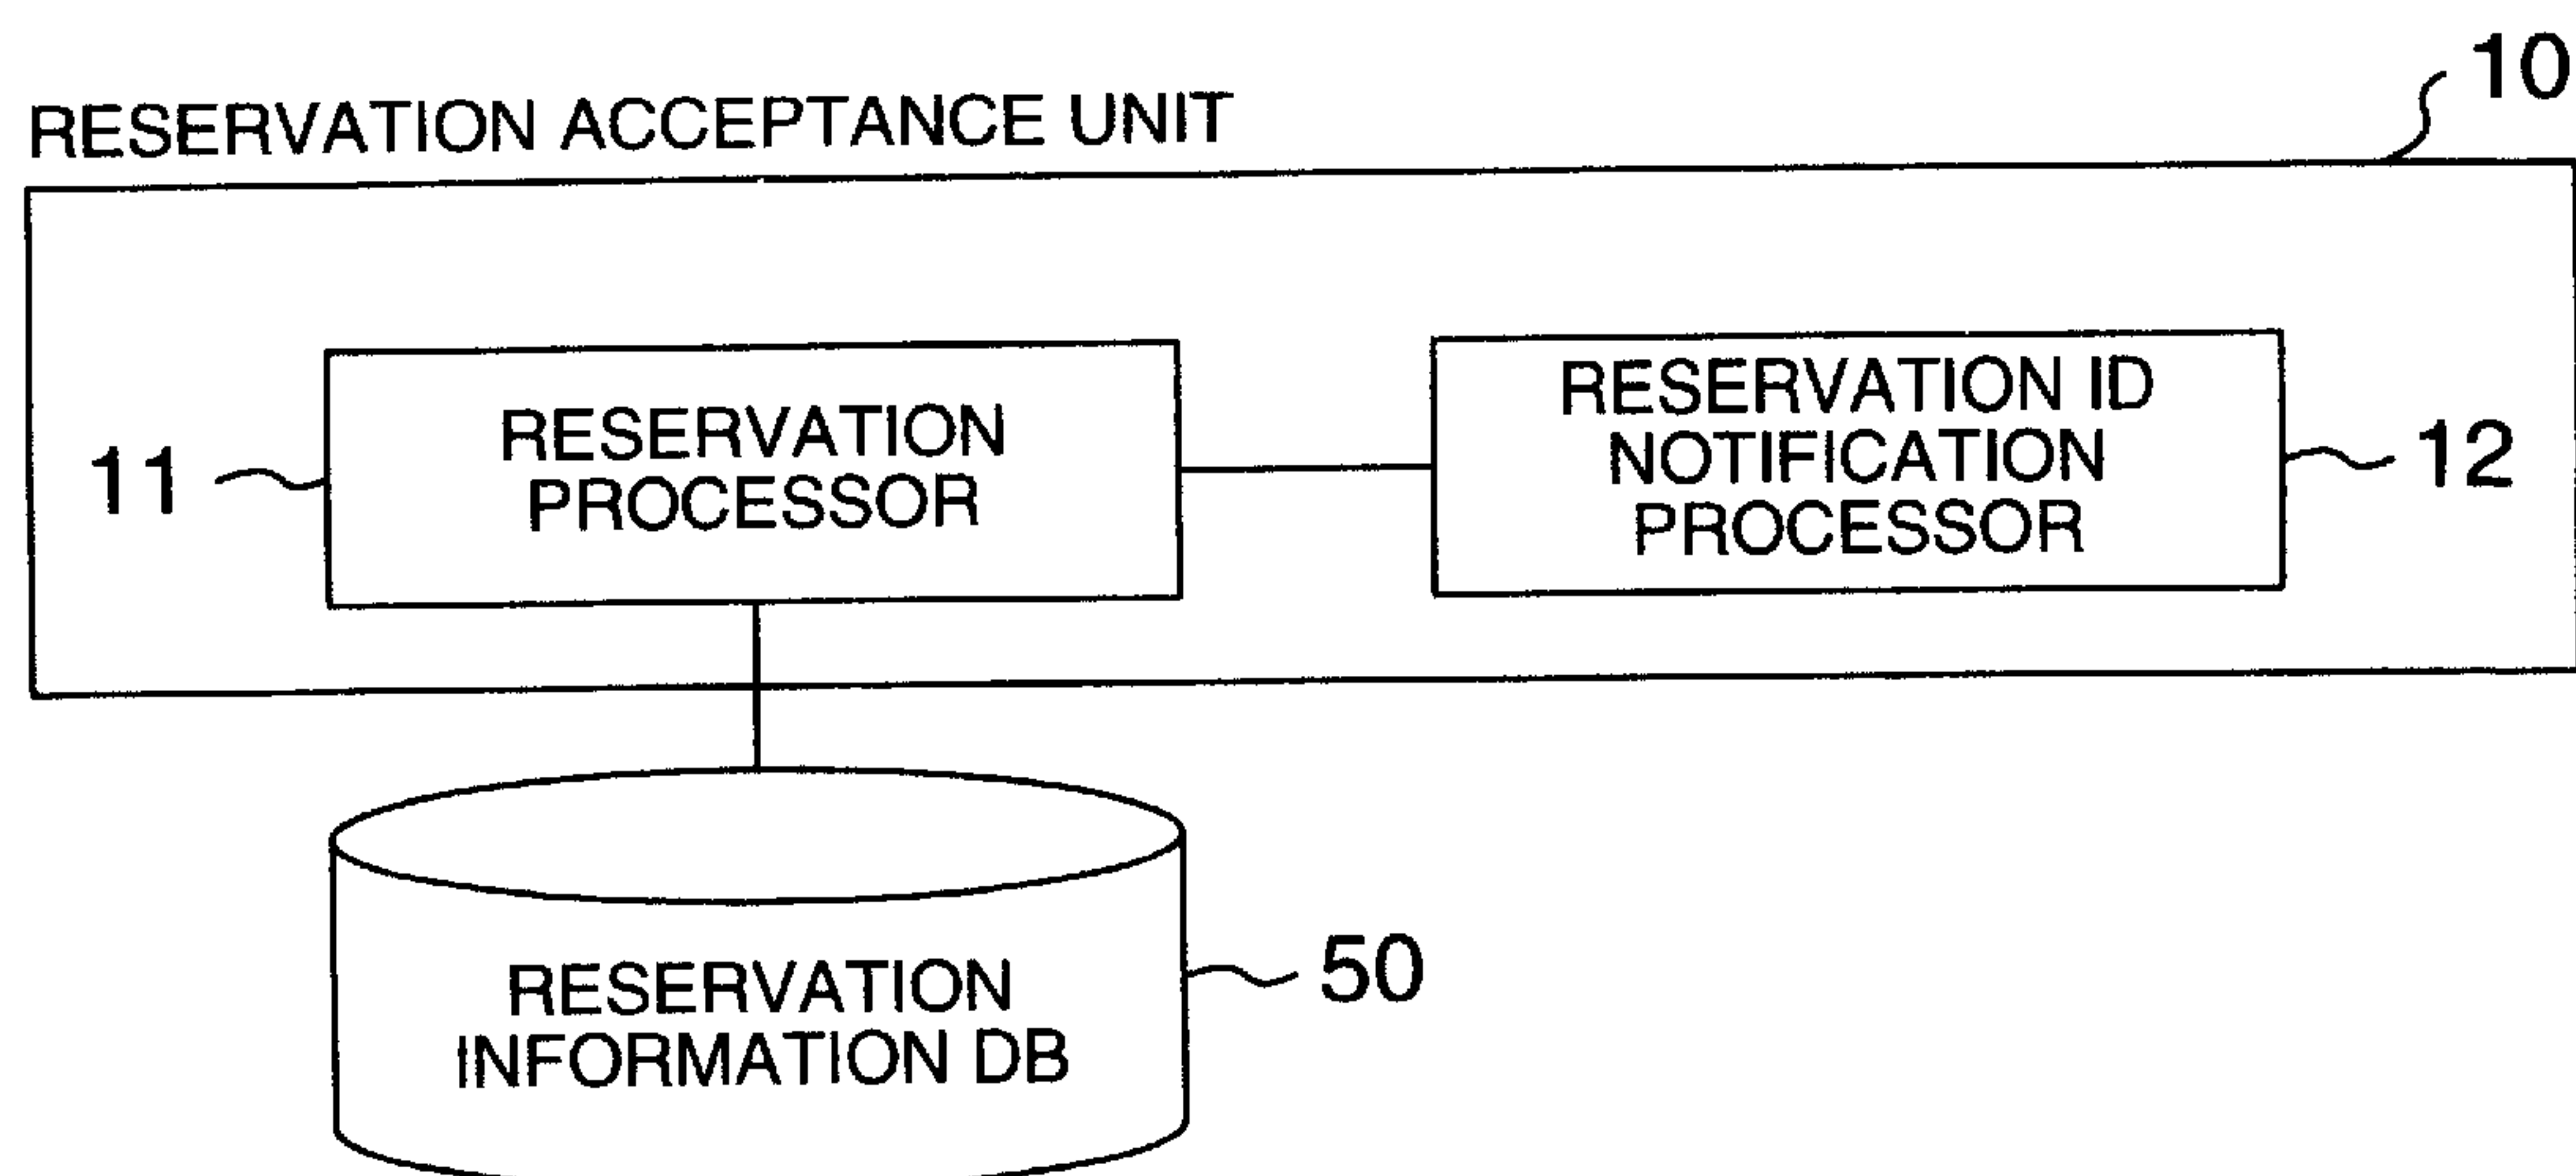 10
RESERVATION ACCEPTANCE UNIT
11
RESERVATION
PROCESSOR
RESERVATION ID
NOTIFICATION
PROCESSOR
12
RESERVATION
INFORMATION DB
50